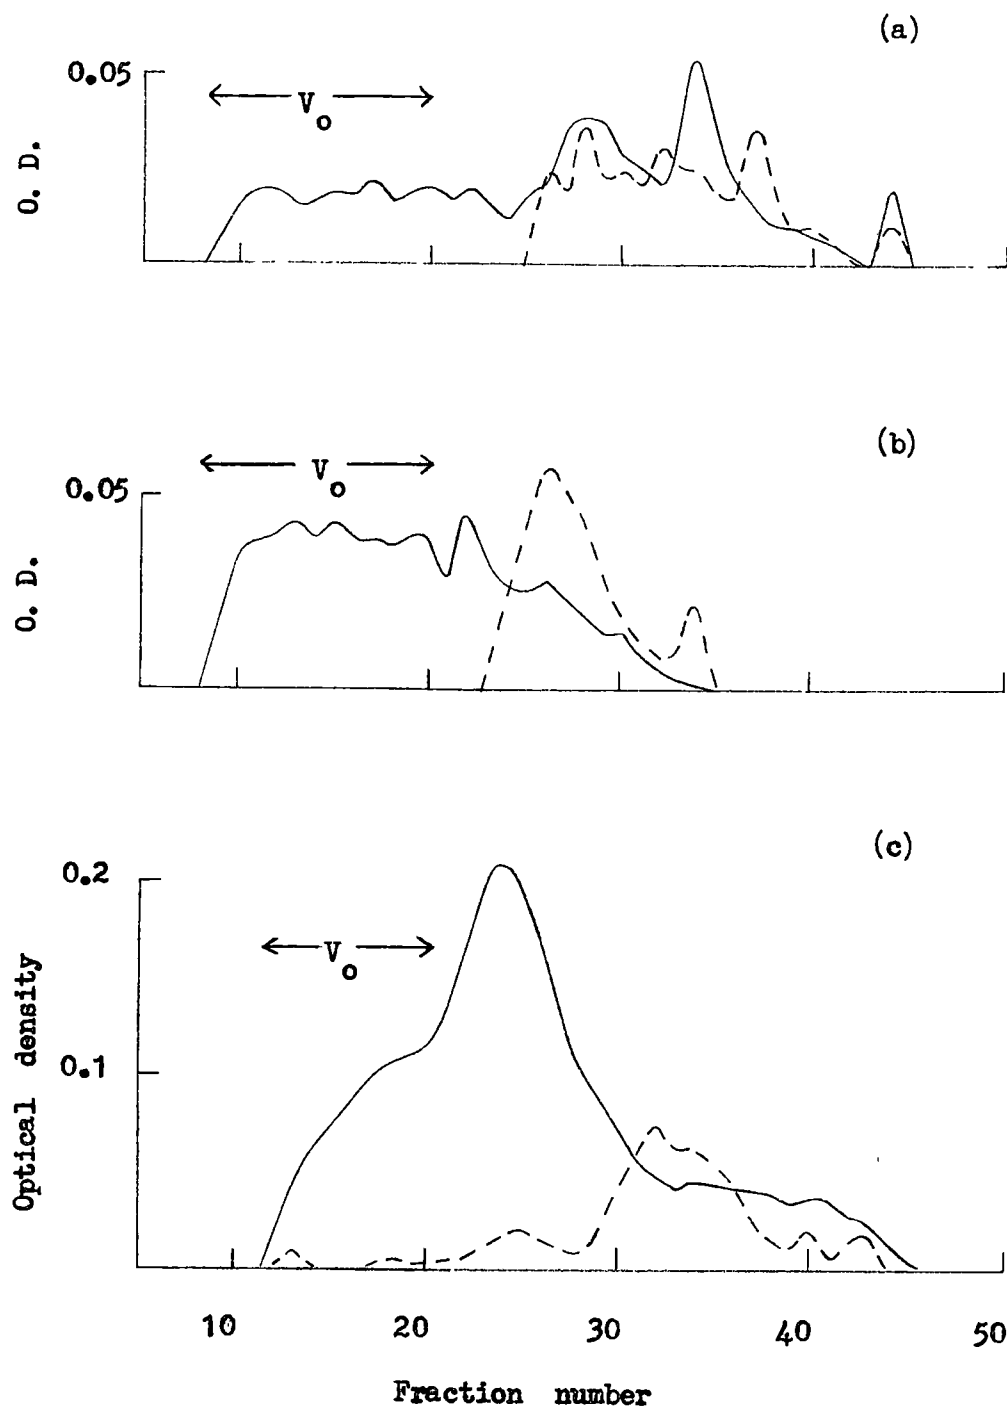 (a)
0.05
V₀
O. D.
(b)
V₀
0.05
O. D.
(c)
0.2
V₀
0.1
Optical density
10 20 30 40 50
Fraction number